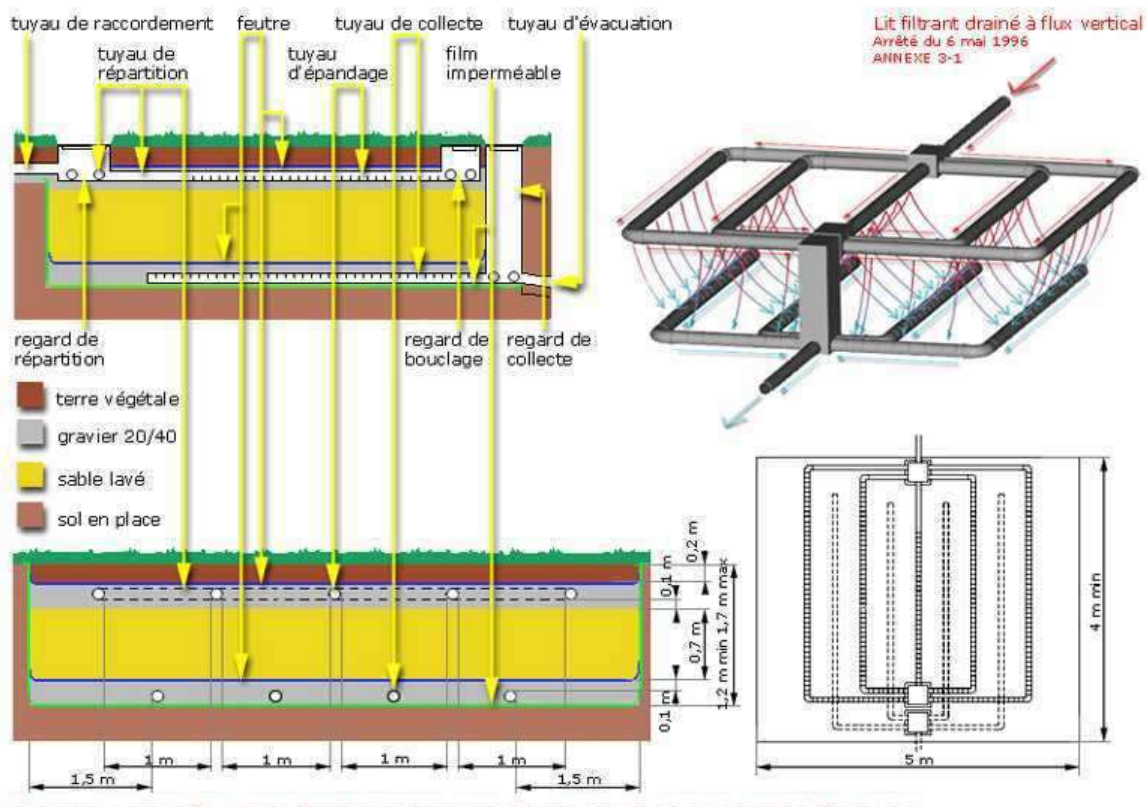 tuyau de raccordement
feutre
tuyau de collecte
tuyau d'évacuation
tuyau de
répartition
tuyau
d'épandage
film
imperméable
Lit filtrant drainé à flux vertical
Arrêté du 6 mai 1996
ANNEXE 3-1
regard de
répartition
regard de
bouclage
regard de
collecte
terre végétale
gravier 20/40
sable lavé
sol en place
0,2 m
0,1 m
0,7 m
0,1 m
1,2 m min 1,7 m max
1 m
1 m
1 m
1 m
1,5 m
1,5 m
4 m min
5 m